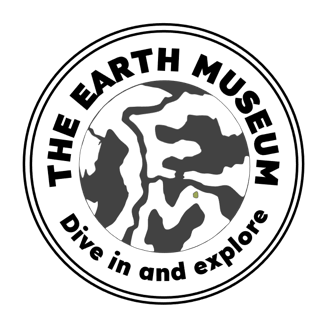 THE EARTH MUSEUM
Dive in and explore